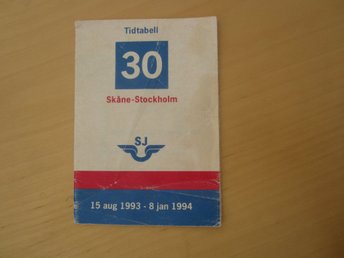 Tidtabell
30
Skåne-Stockholm
SJ
15 aug 1993 - 8 jan 1994